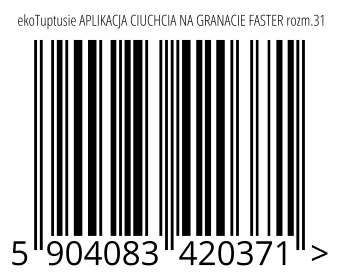 ekoTuptusie APLIKACJA CIUCHCIA NA GRANACIE FASTER rozm.31
5 904083 420371 >